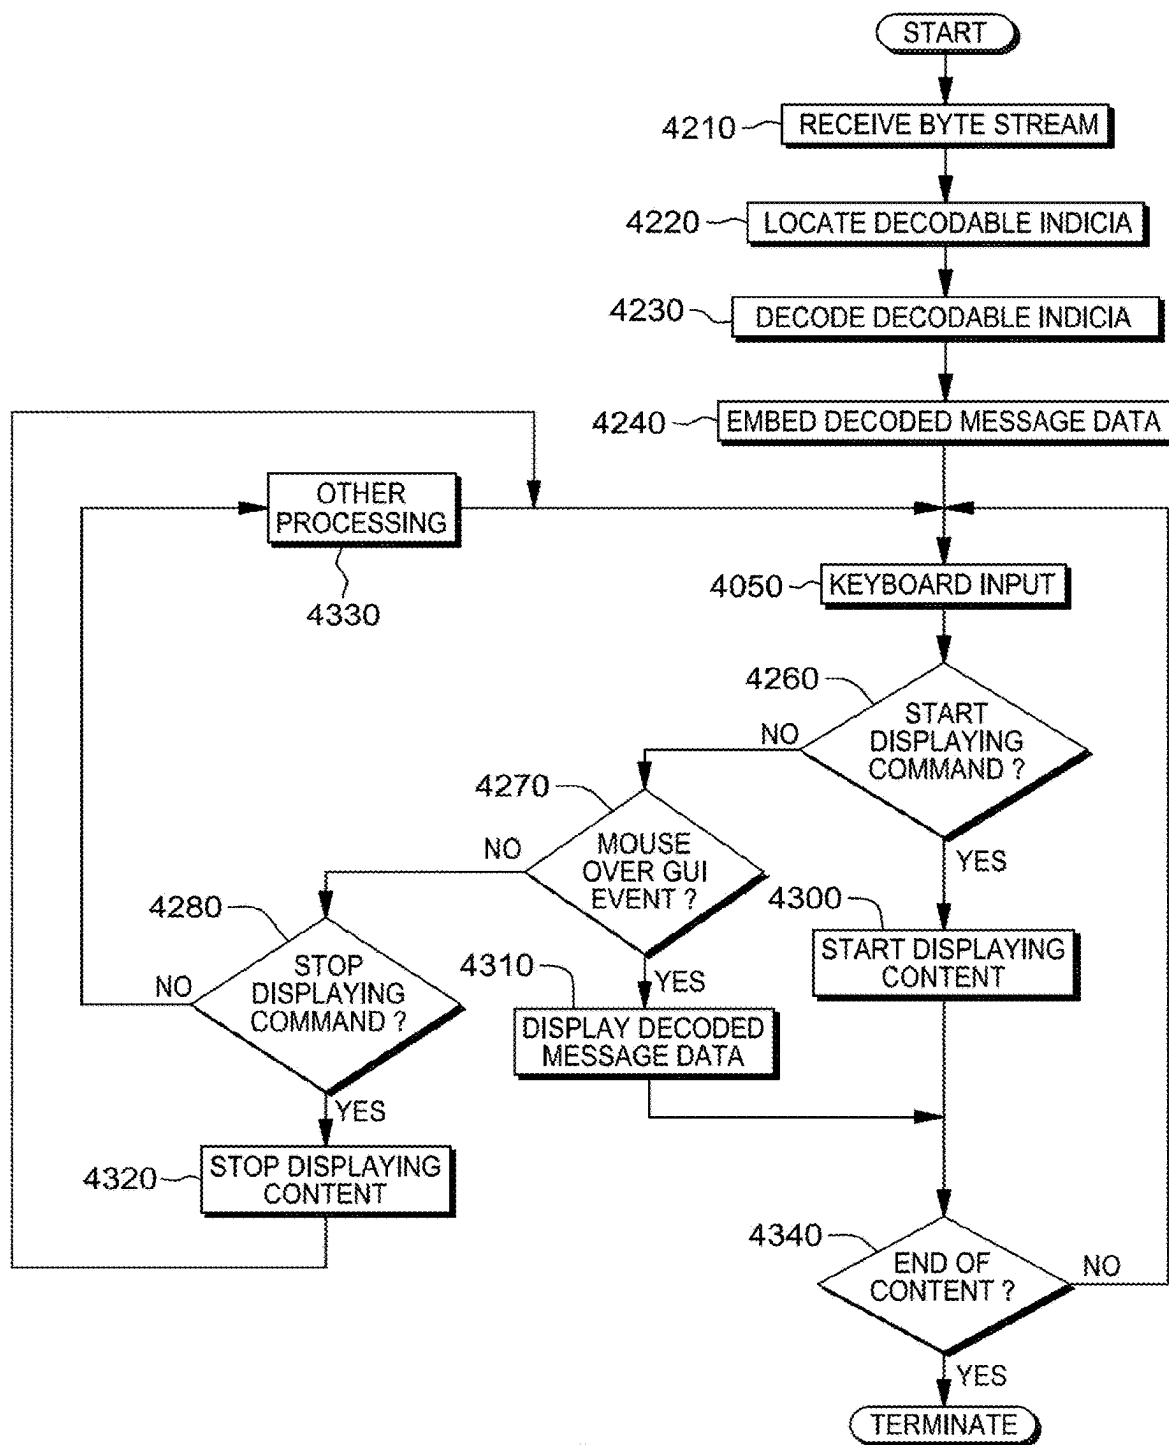 START
4210
RECEIVE BYTE STREAM
4220
LOCATE DECODABLE INDICIA
4230
DECODE DECODABLE INDICIA
4240
EMBED DECODED MESSAGE DATA
OTHER
PROCESSING
4330
4050
KEYBOARD INPUT
4260
START
DISPLAYING
COMMAND ?
NO
YES
4270
MOUSE
OVER GUI
EVENT ?
NO
YES
4280
STOP
DISPLAYING
COMMAND ?
NO
YES
4300
START DISPLAYING
CONTENT
4310
DISPLAY DECODED
MESSAGE DATA
4320
STOP DISPLAYING
CONTENT
4340
END OF
CONTENT ?
NO
YES
TERMINATE